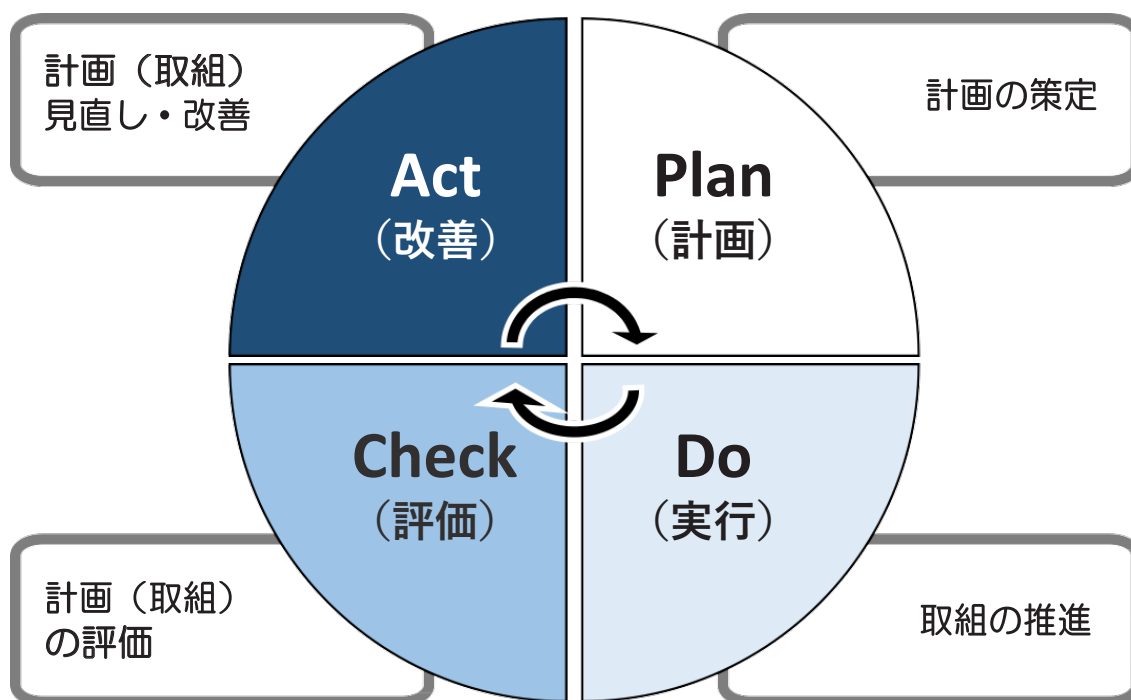 計画（取組）
見直し・改善
計画の策定
Act
（改善）
Plan
（計画）
Check
（評価）
Do
（実行）
計画（取組）
の評価
取組の推進